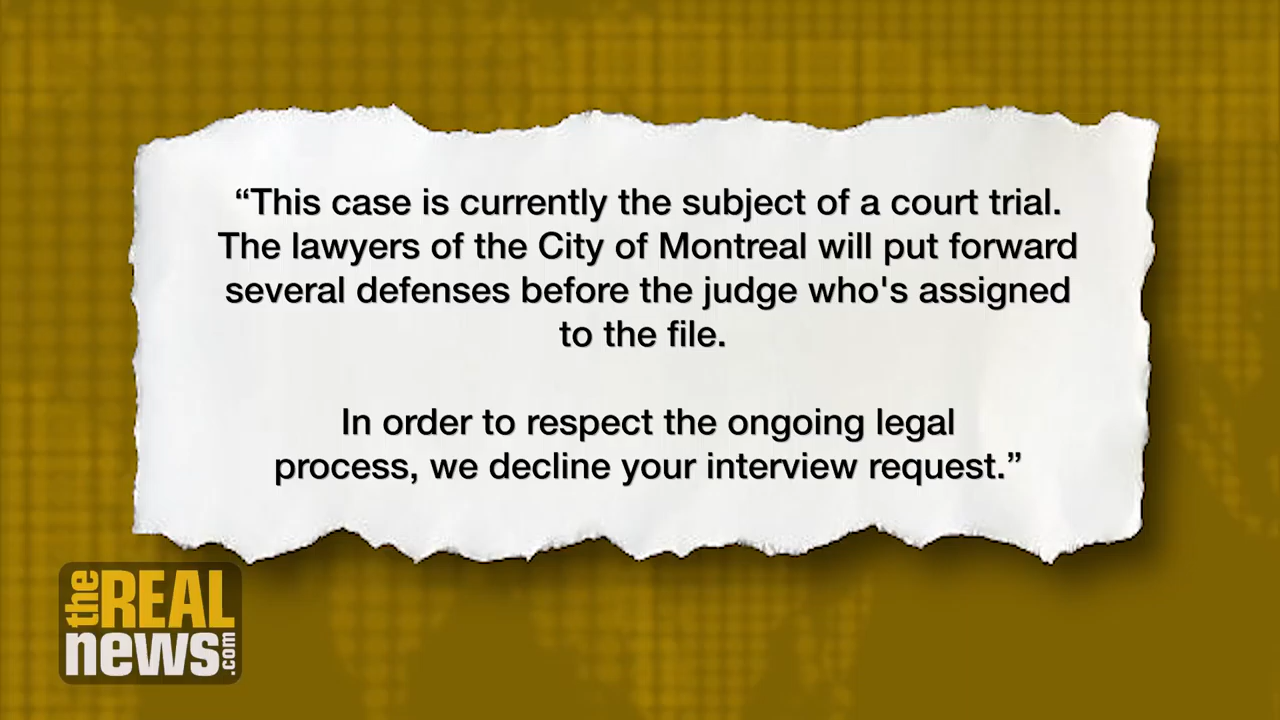 “This case is currently the subject of a court trial.
The lawyers of the City of Montreal will put forward
several defenses before the judge who's assigned
to the file.
In order to respect the ongoing legal
process, we decline your interview request.”
the REAL
news.com